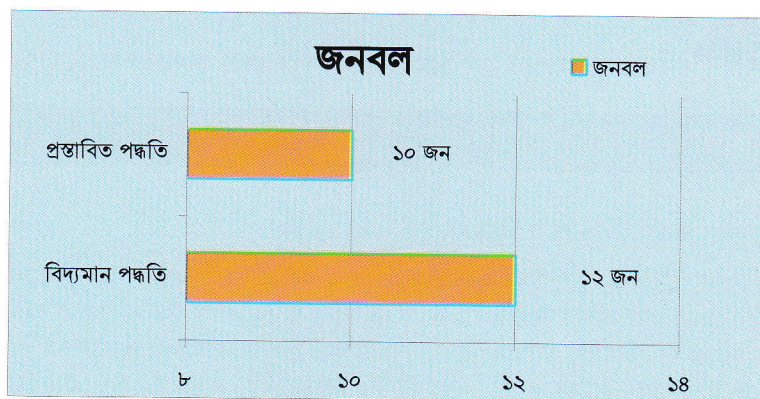 জনবল
জনবল
প্রস্তাবিত পদ্ধতি
১০ জন
বিদ্যমান পদ্ধতি
১২ জন
৮ ১০ ১২ ১৪